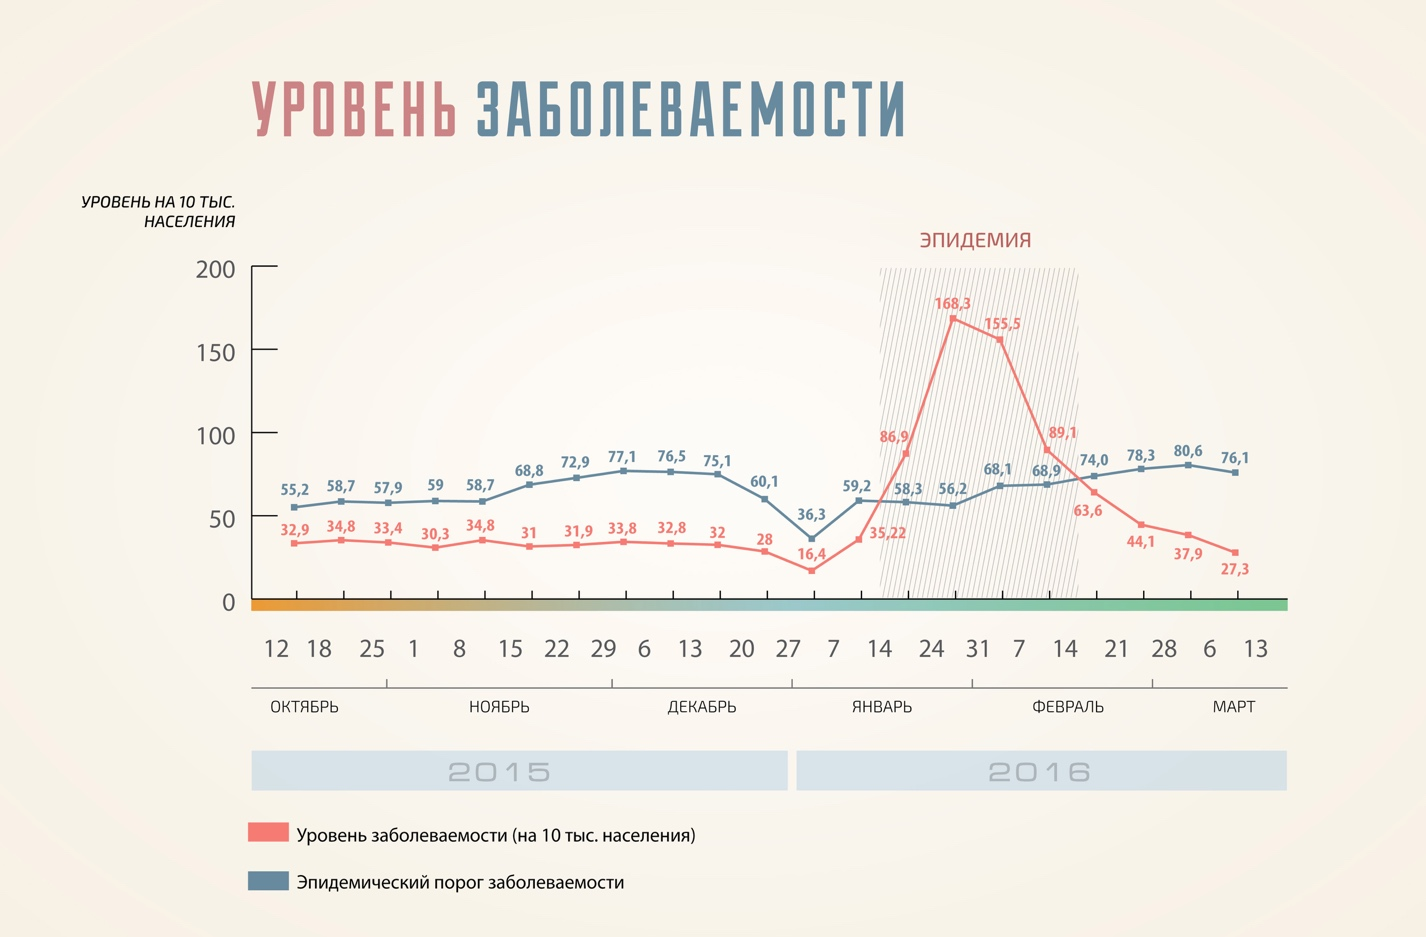 УРОВЕНЬ ЗАБОЛЕВАЕМОСТИ
УРОВЕНЬ НА 10 ТЫС.
НАСЕЛЕНИЯ
ЭПИДЕМИЯ
200
150
100
50
0
168,3
155,5
86,9
89,1
55,2 58,7 57,9 59 58,7 68,8 72,9 77,1 76,5 75,1 60,1 36,3 59,2 58,3 56,2 68,1 68,9 74,0 78,3 80,6 76,1
32,9 34,8 33,4 30,3 34,8 31 31,9 33,8 32,8 32 28 16,4 35,22 63,6 44,1 37,9 27,3
12 18 25 1 8 15 22 29 6 13 20 27 7 14 24 31 7 14 21 28 6 13
ОКТЯБРЬ НОЯБРЬ ДЕКАБРЬ ЯНВАРЬ ФЕВРАЛЬ МАРТ
2015 2016
Уровень заболеваемости (на 10 тыс. населения)
Эпидемический порог заболеваемости